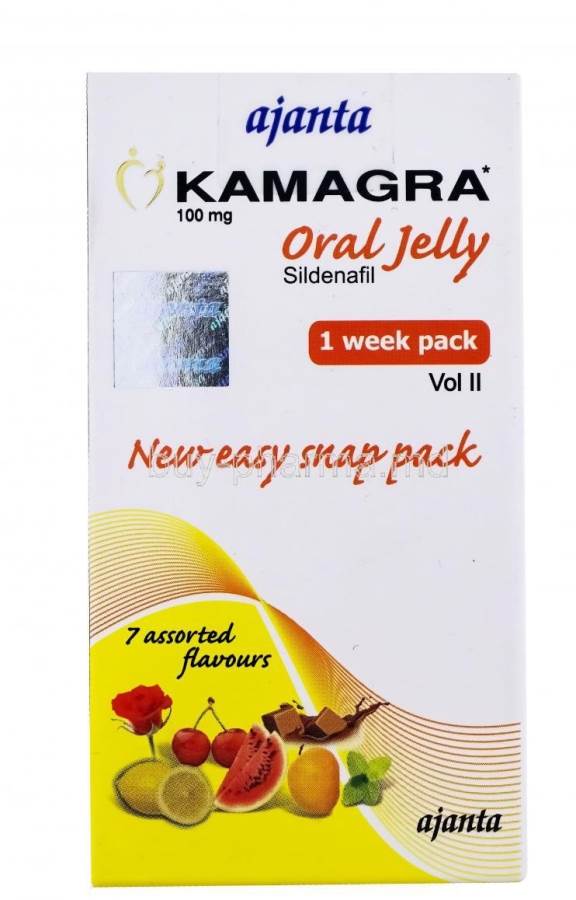 ajanta
KAMAGRA*
100 mg
Oral Jelly
Sildenafil
1 week pack
Vol II
New easy snap pack
buy-pharma.md
7 assorted
flavours
ajanta